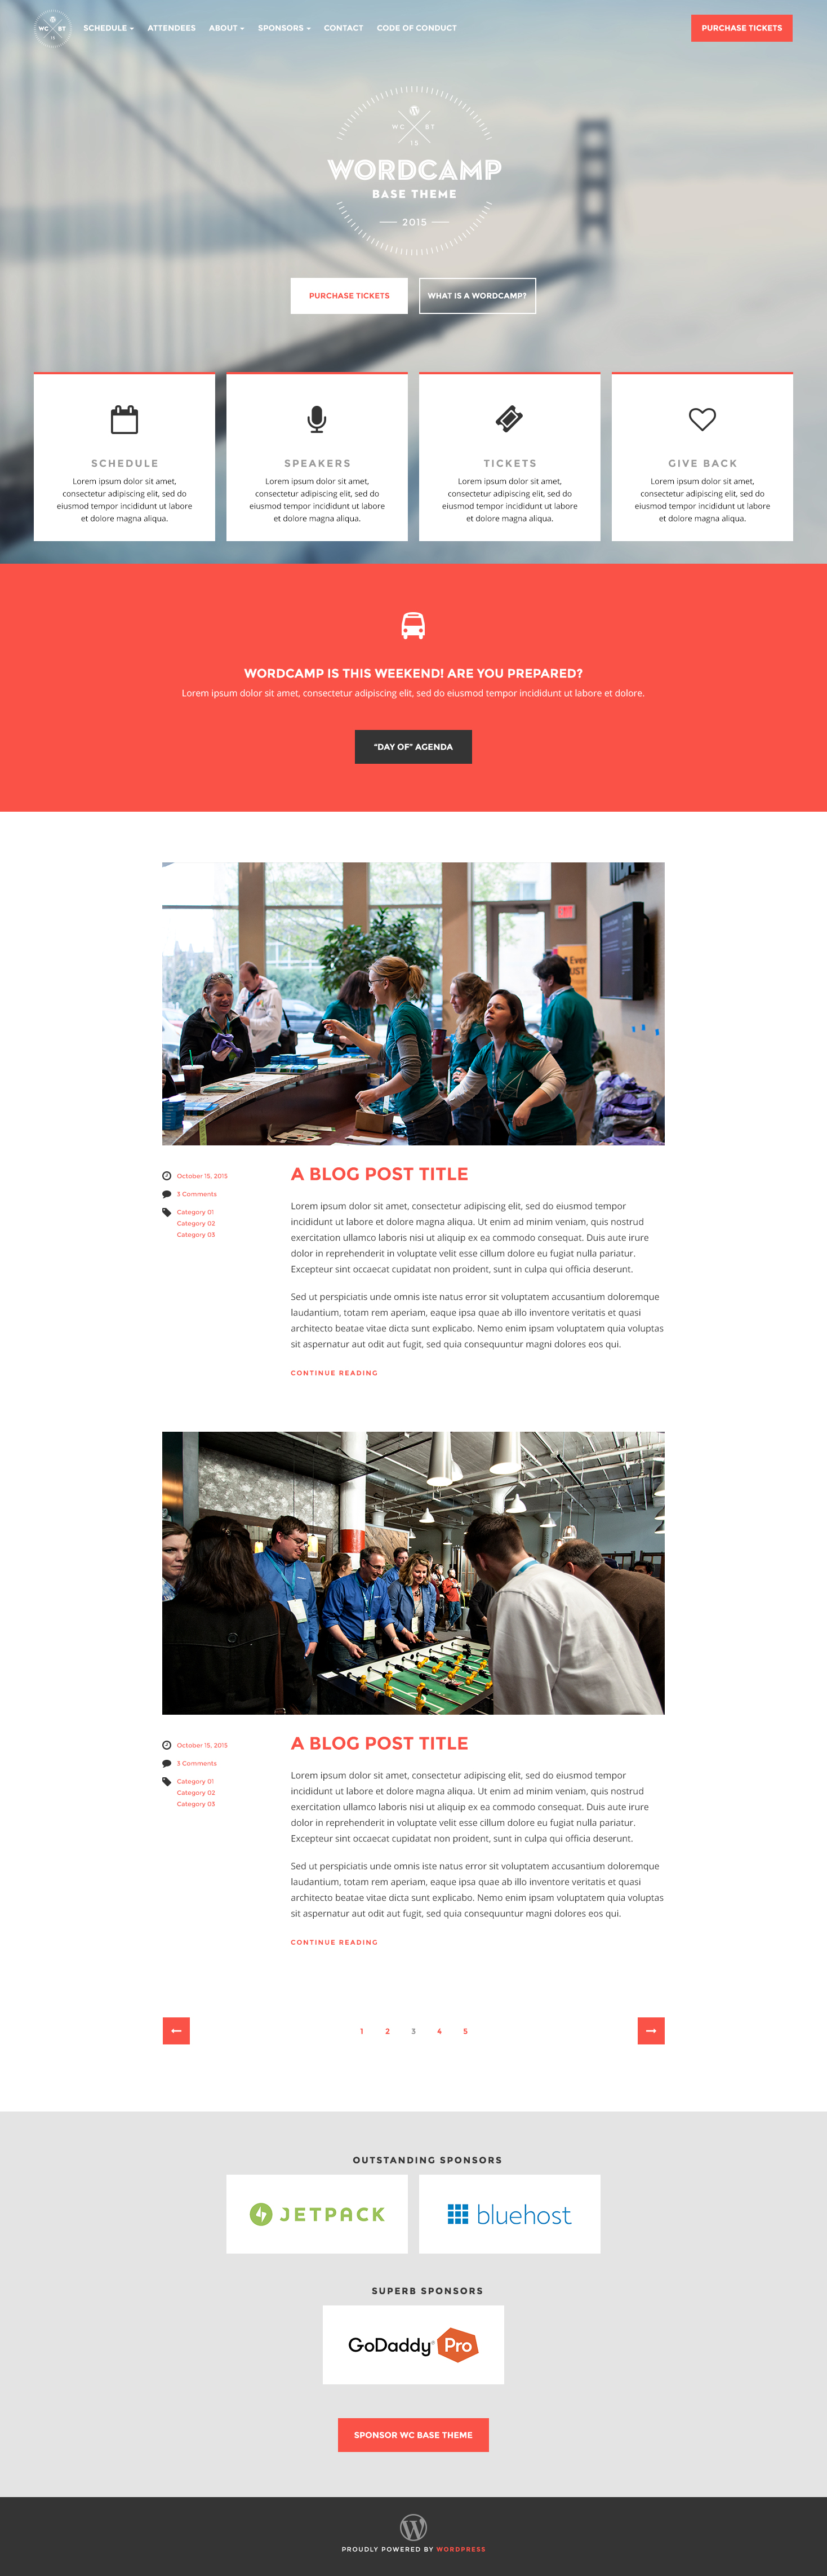 WC BT
15
SCHEDULE ATTENDEES ABOUT SPONSORS CONTACT CODE OF CONDUCT
PURCHASE TICKETS
WC BT
15
WORDCAMP
BASE THEME
2015
PURCHASE TICKETS
WHAT IS A WORDCAMP?
SCHEDULE
Lorem ipsum dolor sit amet,
consectetur adipiscing elit, sed do
eiusmod tempor incididunt ut labore
et dolore magna aliqua.
SPEAKERS
Lorem ipsum dolor sit amet,
consectetur adipiscing elit, sed do
eiusmod tempor incididunt ut labore
et dolore magna aliqua.
TICKETS
Lorem ipsum dolor sit amet,
consectetur adipiscing elit, sed do
eiusmod tempor incididunt ut labore
et dolore magna aliqua.
GIVE BACK
Lorem ipsum dolor sit amet,
consectetur adipiscing elit, sed do
eiusmod tempor incididunt ut labore
et dolore magna aliqua.
WORDCAMP IS THIS WEEKEND! ARE YOU PREPARED?
Lorem ipsum dolor sit amet, consectetur adipiscing elit, sed do eiusmod tempor incididunt ut labore et dolore.
“DAY OF” AGENDA
October 15, 2015
3 Comments
Category 01
Category 02
Category 03
A BLOG POST TITLE
Lorem ipsum dolor sit amet, consectetur adipiscing elit, sed do eiusmod tempor
incididunt ut labore et dolore magna aliqua. Ut enim ad minim veniam, quis nostrud
exercitation ullamco laboris nisi ut aliquip ex ea commodo consequat. Duis aute irure
dolor in reprehenderit in voluptate velit esse cillum dolore eu fugiat nulla pariatur.
Excepteur sint occaecat cupidatat non proident, sunt in culpa qui officia deserunt.
Sed ut perspiciatis unde omnis iste natus error sit voluptatem accusantium doloremque
laudantium, totam rem aperiam, eaque ipsa quae ab illo inventore veritatis et quasi
architecto beatae vitae dicta sunt explicabo. Nemo enim ipsam voluptatem quia voluptas
sit aspernatur aut odit aut fugit, sed quia consequuntur magni dolores eos qui.
CONTINUE READING
October 15, 2015
3 Comments
Category 01
Category 02
Category 03
A BLOG POST TITLE
Lorem ipsum dolor sit amet, consectetur adipiscing elit, sed do eiusmod tempor
incididunt ut labore et dolore magna aliqua. Ut enim ad minim veniam, quis nostrud
exercitation ullamco laboris nisi ut aliquip ex ea commodo consequat. Duis aute irure
dolor in reprehenderit in voluptate velit esse cillum dolore eu fugiat nulla pariatur.
Excepteur sint occaecat cupidatat non proident, sunt in culpa qui officia deserunt.
Sed ut perspiciatis unde omnis iste natus error sit voluptatem accusantium doloremque
laudantium, totam rem aperiam, eaque ipsa quae ab illo inventore veritatis et quasi
architecto beatae vitae dicta sunt explicabo. Nemo enim ipsam voluptatem quia voluptas
sit aspernatur aut odit aut fugit, sed quia consequuntur magni dolores eos qui.
CONTINUE READING
1 2 3 4 5
OUTSTANDING SPONSORS
JETPACK
bluehost
SUPERB SPONSORS
GoDaddy Pro
SPONSOR WC BASE THEME
PROUDLY POWERED BY WORDPRESS